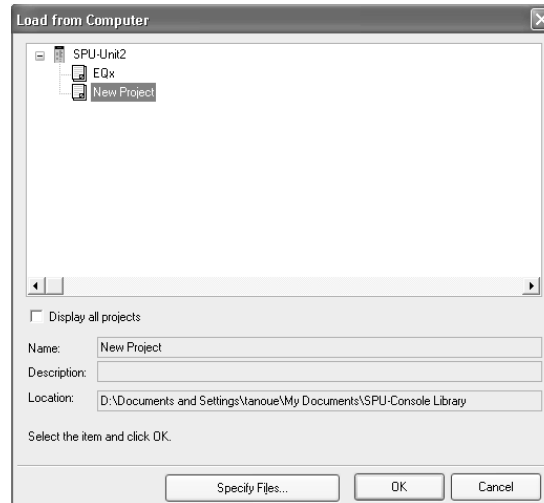 Load from Computer
SPU-Unit2
EQx
New Project
Display all projects
Name: New Project
Description:
Location: D:\Documents and Settings\tanoue\My Documents\SPU-Console Library
Select the item and click OK.
Specify Files... OK Cancel